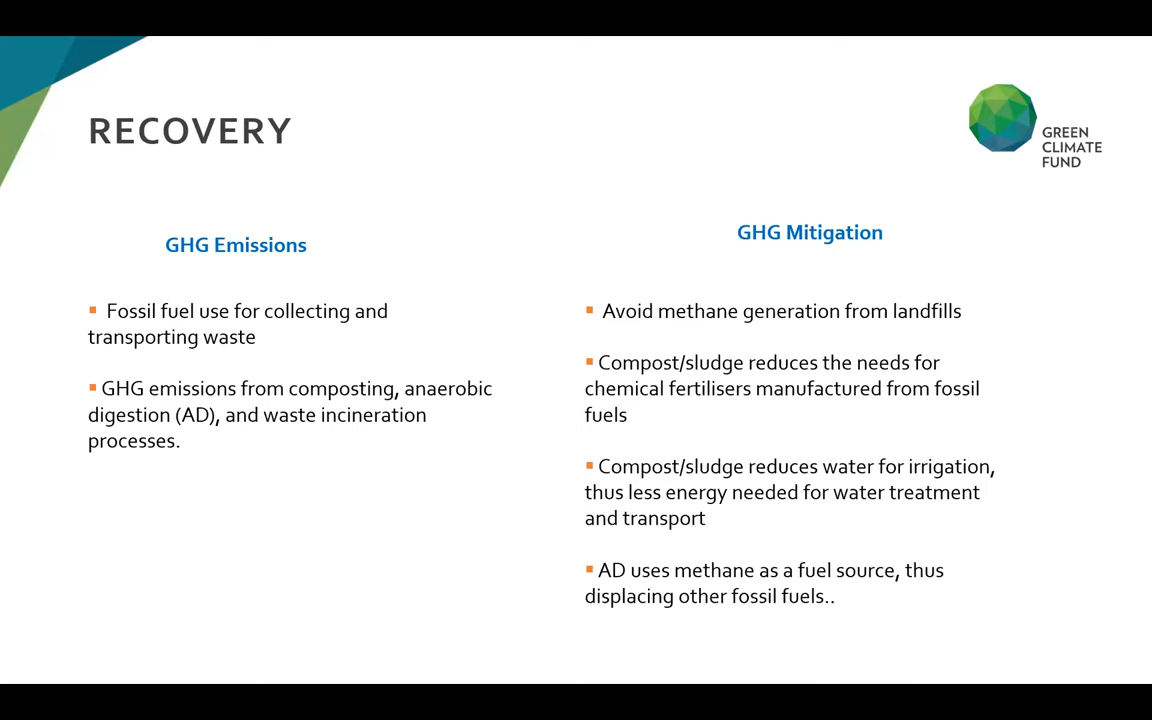 RECOVERY
GREEN
CLIMATE
FUND
GHG Emissions
▪ Fossil fuel use for collecting and
transporting waste
▪ GHG emissions from composting, anaerobic
digestion (AD), and waste incineration
processes.
GHG Mitigation
▪ Avoid methane generation from landfills
▪ Compost/sludge reduces the needs for
chemical fertilisers manufactured from fossil
fuels
▪ Compost/sludge reduces water for irrigation,
thus less energy needed for water treatment
and transport
▪ AD uses methane as a fuel source, thus
displacing other fossil fuels..